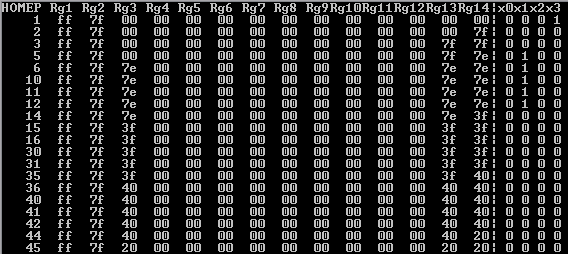 HOMEP Rg1 Rg2 Rg3 Rg4 Rg5 Rg6 Rg7 Rg8 Rg9 Rg10Rg11Rg12Rg13Rg14¦x0x1x2x3
1 ff 7f 00 00 00 00 00 00 00 00 00 00 00 00¦ 0 0 0 1
2 ff 7f 00 00 00 00 00 00 00 00 00 00 00 7f¦ 0 0 0 0
3 ff 7f 00 00 00 00 00 00 00 00 00 00 7f 7f¦ 0 0 0 0
5 ff 7f 00 00 00 00 00 00 00 00 00 00 7f 7e¦ 0 1 0 0
6 ff 7f 7e 00 00 00 00 00 00 00 00 00 7e 7e¦ 0 1 0 0
10 ff 7f 7e 00 00 00 00 00 00 00 00 00 7e 7e¦ 0 1 0 0
11 ff 7f 7e 00 00 00 00 00 00 00 00 00 7e 7e¦ 0 1 0 0
12 ff 7f 7e 00 00 00 00 00 00 00 00 00 7e 7e¦ 0 1 0 0
14 ff 7f 7e 00 00 00 00 00 00 00 00 00 7e 3f¦ 0 0 0 0
15 ff 7f 3f 00 00 00 00 00 00 00 00 00 3f 3f¦ 0 0 0 0
16 ff 7f 3f 00 00 00 00 00 00 00 00 00 3f 3f¦ 0 0 0 0
30 ff 7f 3f 00 00 00 00 00 00 00 00 00 3f 3f¦ 0 0 0 0
31 ff 7f 3f 00 00 00 00 00 00 00 00 00 3f 3f¦ 0 0 0 0
35 ff 7f 3f 00 00 00 00 00 00 00 00 00 3f 40¦ 0 0 0 0
36 ff 7f 40 00 00 00 00 00 00 00 00 00 40 40¦ 0 0 0 0
40 ff 7f 40 00 00 00 00 00 00 00 00 00 40 40¦ 0 0 0 0
41 ff 7f 40 00 00 00 00 00 00 00 00 00 40 40¦ 0 0 0 0
42 ff 7f 40 00 00 00 00 00 00 00 00 00 40 40¦ 0 0 0 0
44 ff 7f 40 00 00 00 00 00 00 00 00 00 40 20¦ 0 0 0 0
45 ff 7f 20 00 00 00 00 00 00 00 00 00 20 20¦ 0 0 0 0